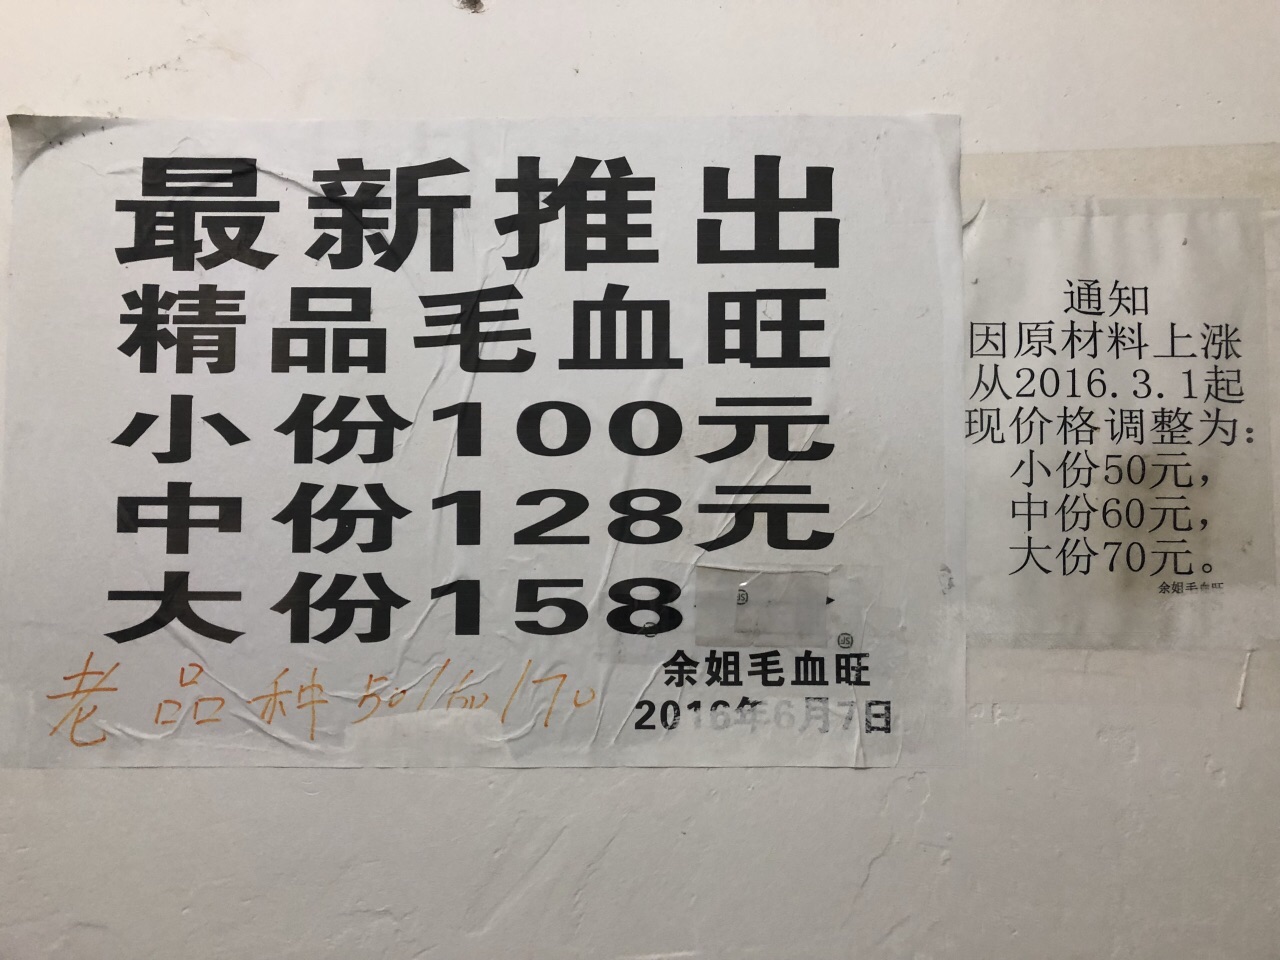 最新推出
精品毛血旺
小份100元
中份128元
大份158
余姐毛血旺
2016年6月7日
老品种50/60/70
通知
因原材料上涨
从2016.3.1起
现价格调整为:
小份50元,
中份60元,
大份70元。
余姐毛血旺